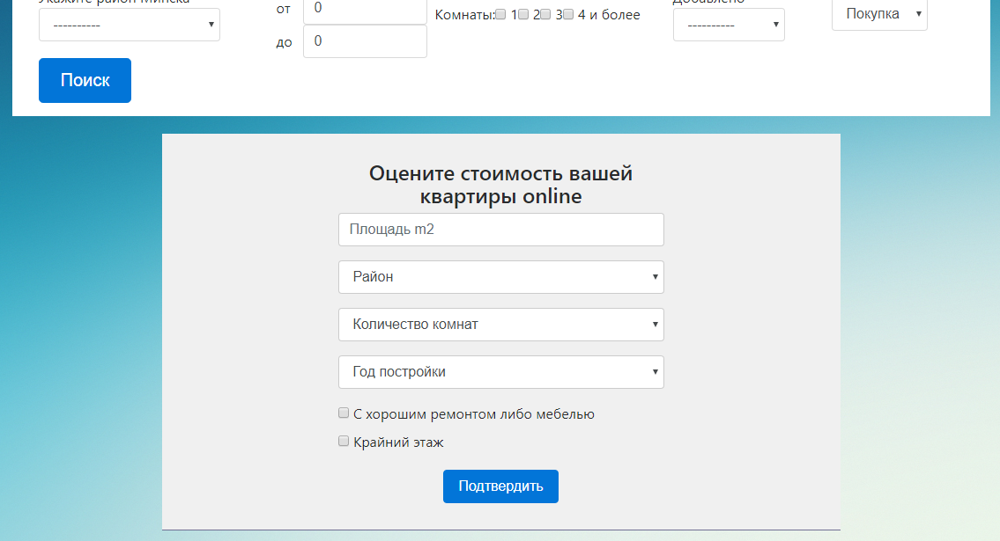 Укажите район Минска
от 0 Комнаты: 1 2 3 4 и более Добавлено Покупка
----------
----------
до 0
Поиск
Оцените стоимость вашей
квартиры online
Площадь m2
Район
Количество комнат
Год постройки
С хорошим ремонтом либо мебелью
Крайний этаж
Подтвердить